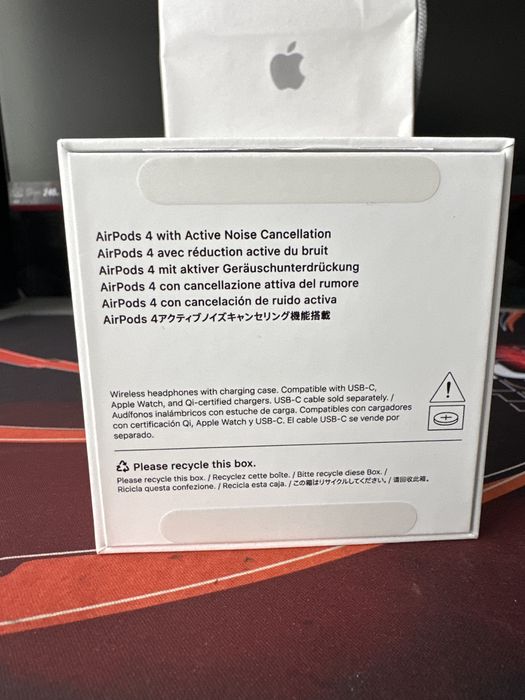 AirPods 4 with Active Noise Cancellation
AirPods 4 avec réduction active du bruit
AirPods 4 mit aktiver Geräuschunterdrückung
AirPods 4 con cancellazione attiva del rumore
AirPods 4 con cancelación de ruido activa
AirPods 4アクティブノイズキャンセリング機能搭載
Wireless headphones with charging case. Compatible with USB-C,
Apple Watch, and Qi-certified chargers. USB-C cable sold separately. /
Audífonos inalámbricos con estuche de carga. Compatibles con cargadores
con certificación Qi, Apple Watch y USB-C. El cable USB-C se vende por
separado.
Please recycle this box.
Please recycle this box. / Recyclez cette boîte. / Bitte recycle diese Box. /
Ricicla questa confezione. / Recicla esta caja. / この箱はリサイクルしてください。/ 请回收此箱。